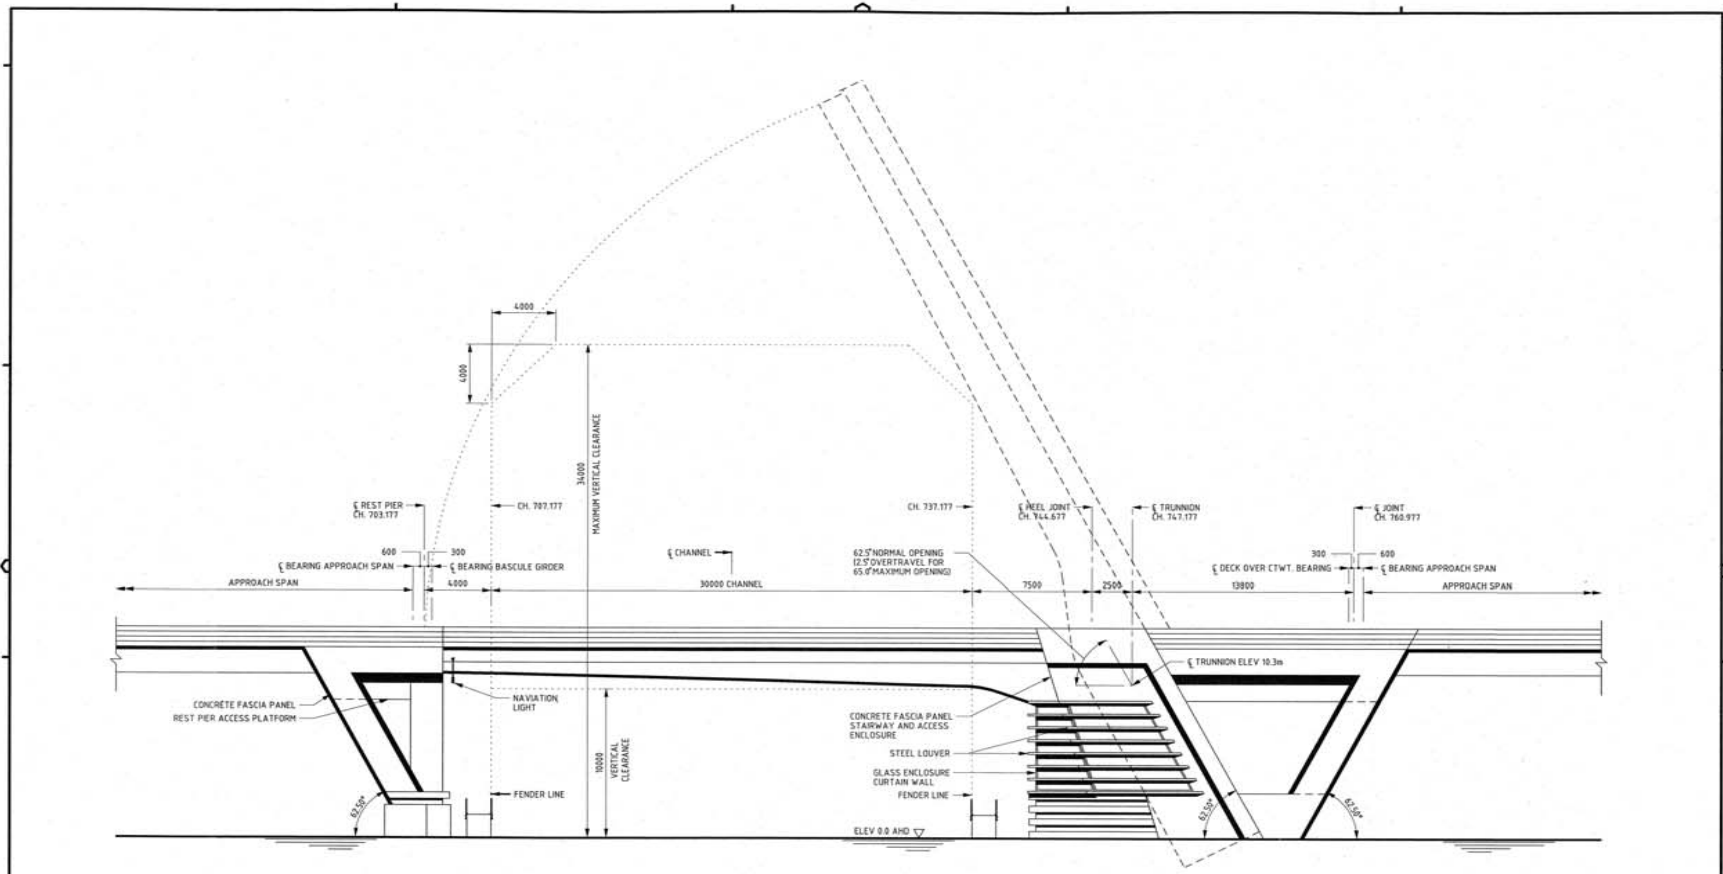 4000
4000
34000
MAXIMUM VERTICAL CLEARANCE
℄ REST PIER
CH. 703.177
CH. 707.177
CH. 737.177
℄ HEEL JOINT
CH. 744.677
℄ TRUNNION
CH. 747.177
℄ JOINT
CH. 760.977
600
300
℄ BEARING APPROACH SPAN
℄ BEARING BASCULE GIRDER
℄ CHANNEL
62.5° NORMAL OPENING
(2.5° OVERTRAVEL FOR
65.0° MAXIMUM OPENING)
300
600
℄ DECK OVER CTWT. BEARING
℄ BEARING APPROACH SPAN
APPROACH SPAN
4000
30000 CHANNEL
7500
2500
13800
APPROACH SPAN
℄ TRUNNION ELEV 10.3m
CONCRETE FASCIA PANEL
REST PIER ACCESS PLATFORM
NAVIATION
LIGHT
10000
VERTICAL
CLEARANCE
CONCRETE FASCIA PANEL
STAIRWAY AND ACCESS
ENCLOSURE
STEEL LOUVER
GLASS ENCLOSURE
CURTAIN WALL
FENDER LINE
FENDER LINE
62.50°
62.50°
62.50°
ELEV 0.0 AHD